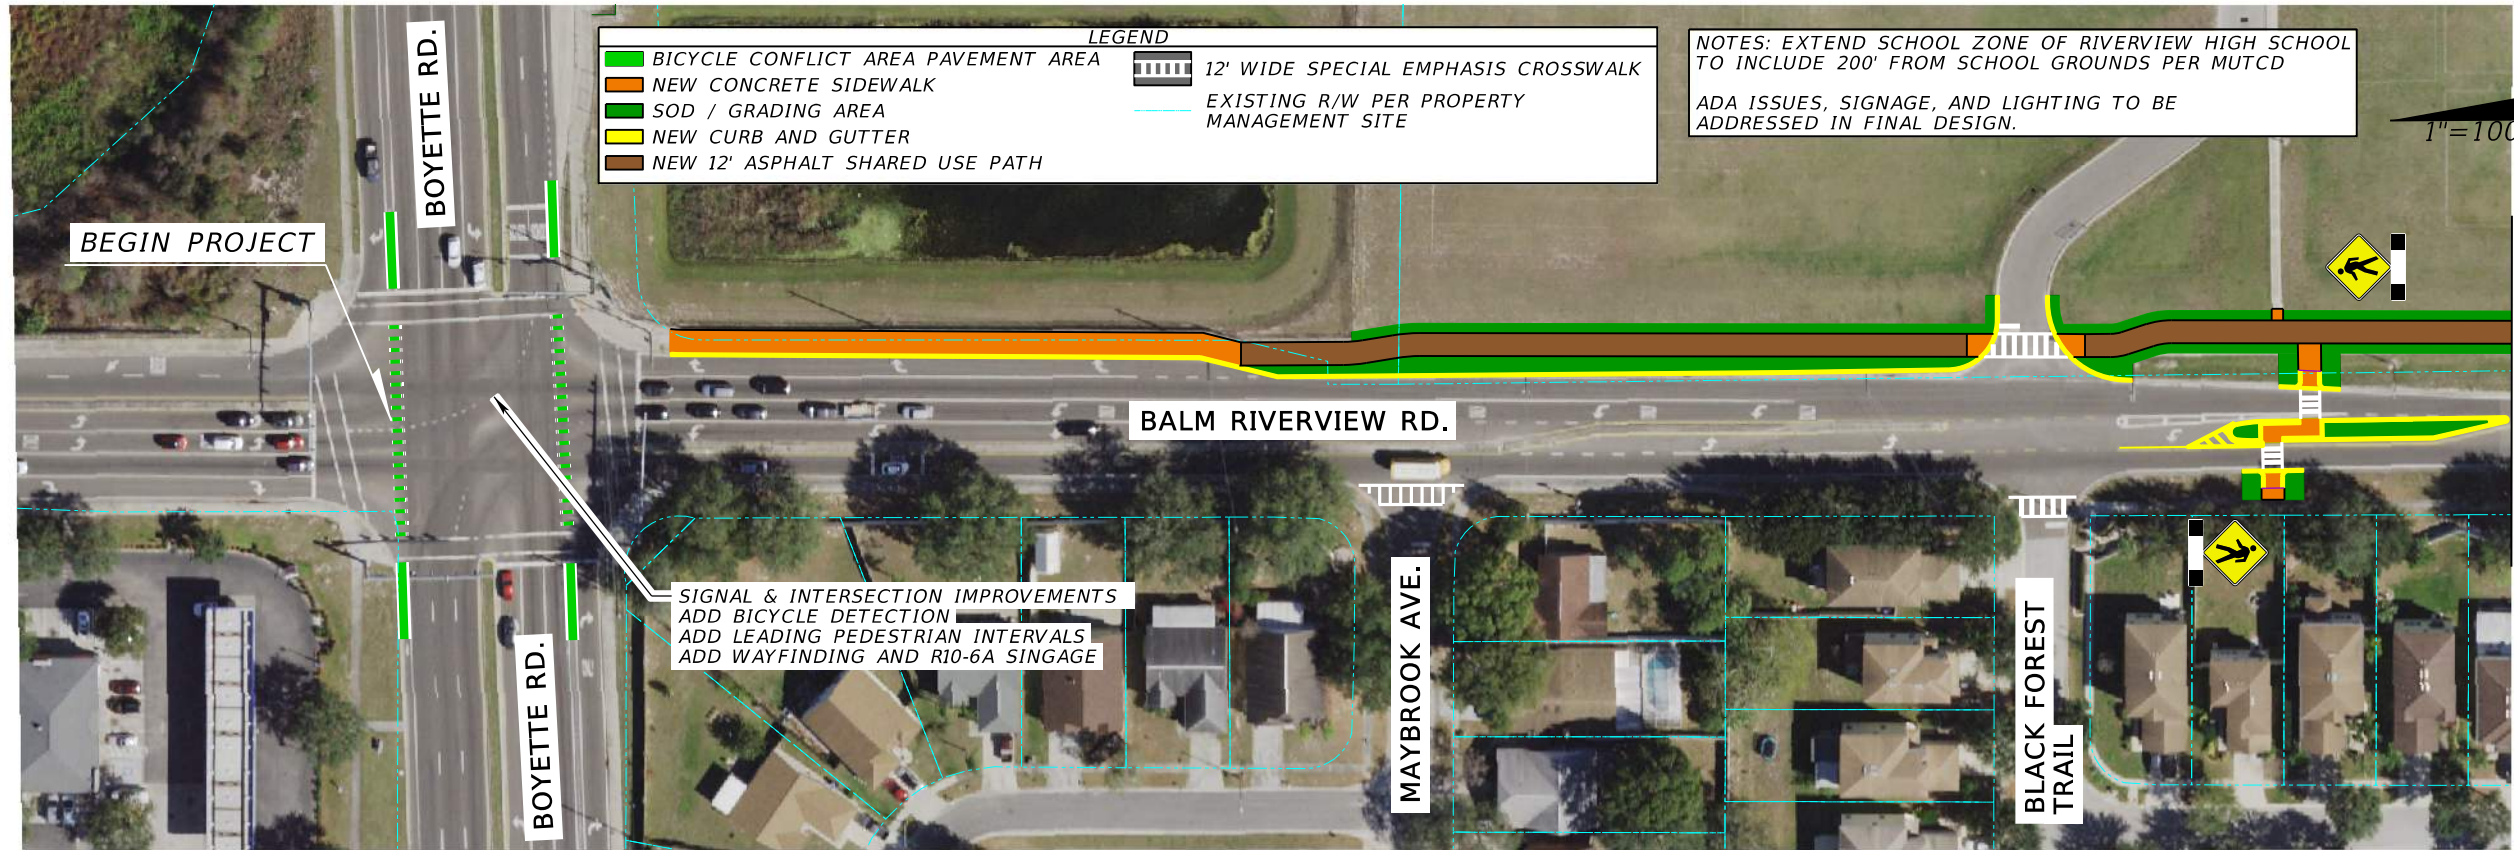 BOYETTE RD.
LEGEND
BICYCLE CONFLICT AREA PAVEMENT AREA
NEW CONCRETE SIDEWALK
SOD / GRADING AREA
NEW CURB AND GUTTER
NEW 12' ASPHALT SHARED USE PATH
12' WIDE SPECIAL EMPHASIS CROSSWALK
EXISTING R/W PER PROPERTY
MANAGEMENT SITE
NOTES: EXTEND SCHOOL ZONE OF RIVERVIEW HIGH SCHOOL
TO INCLUDE 200' FROM SCHOOL GROUNDS PER MUTCD
ADA ISSUES, SIGNAGE, AND LIGHTING TO BE
ADDRESSED IN FINAL DESIGN.
1"=100
BEGIN PROJECT
BALM RIVERVIEW RD.
SIGNAL & INTERSECTION IMPROVEMENTS
ADD BICYCLE DETECTION
ADD LEADING PEDESTRIAN INTERVALS
ADD WAYFINDING AND R10-6A SINGAGE
BOYETTE RD.
MAYBROOK AVE.
BLACK FOREST
TRAIL